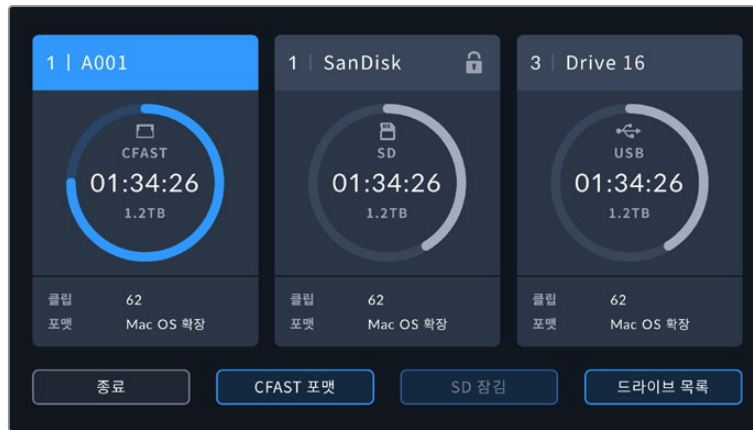 1 | A001
CFAST
01:34:26
1.2TB
클립 62
포맷 Mac OS 확장
1 | SanDisk
SD
01:34:26
1.2TB
클립 62
포맷 Mac OS 확장
3 | Drive 16
USB
01:34:26
1.2TB
클립 62
포맷 Mac OS 확장
종료
CFAST 포맷
SD 잠김
드라이브 목록